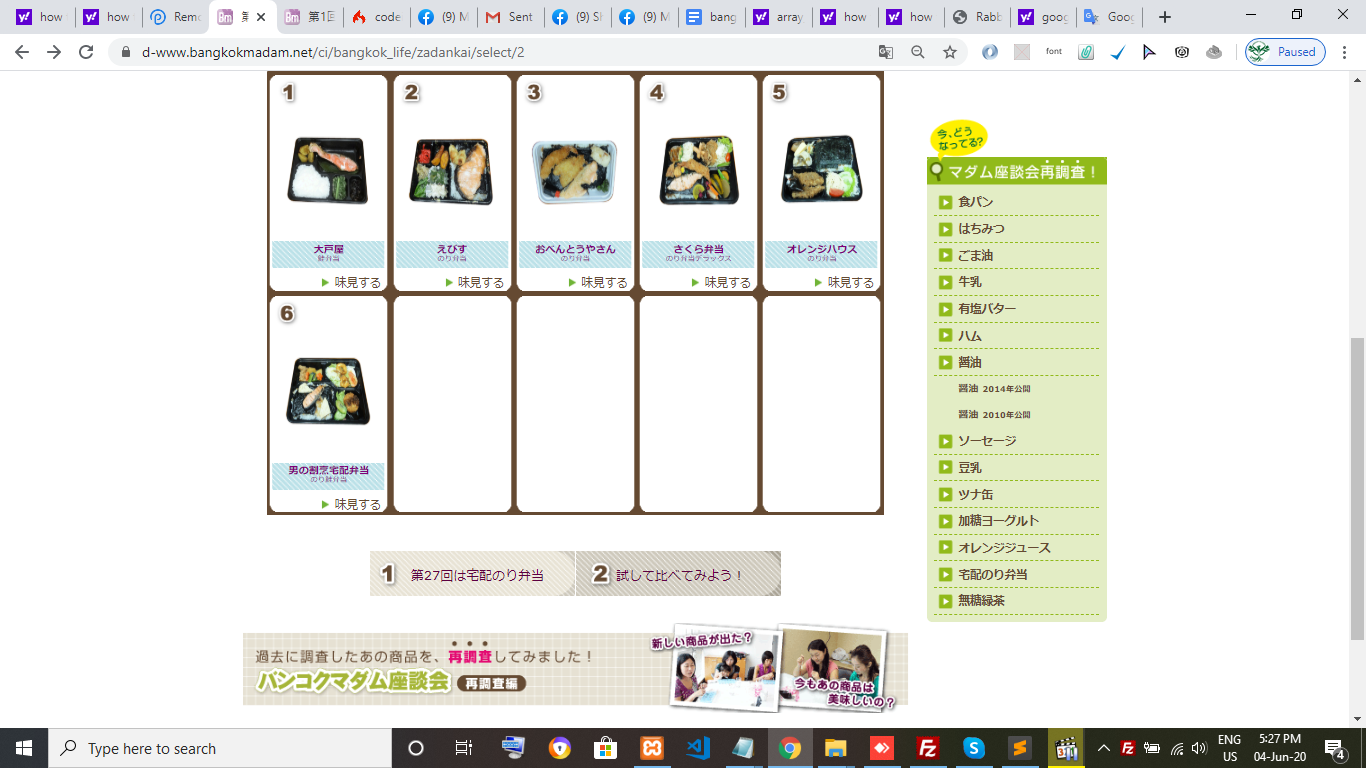 how
how
Remo
第
第1回
codei
(9) M
Sent
(9) Sh
(9) M
bang
array
how
how
Rabb
goog
Goog
d-www.bangkokmadam.net/ci/bangkok_life/zadankai/select/2
font
Paused
1
2
3
4
5
大戸屋
えびす
おべんとうやさん
さくら弁当
オレンジハウス
鮭弁当
のり弁当
のり弁当
のり弁当デラックス
のり弁当
味見する
味見する
味見する
味見する
味見する
6
男の割烹宅配弁当
のり鮭弁当
味見する
1 第27回は宅配のり弁当
2 試して比べてみよう！
過去に調査したあの商品を、再調査してみました！
バンコクマダム座談会 再調査編
新しい商品が出た？
今もあの商品は
美味しいの？
今、どう
なってる?
マダム座談会再調査！
食パン
はちみつ
ごま油
牛乳
有塩バター
ハム
醤油
醤油 2014年公開
醤油 2010年公開
ソーセージ
豆乳
ツナ缶
加糖ヨーグルト
オレンジジュース
宅配のり弁当
無糖緑茶
Type here to search
ENG
US
5:27 PM
04-Jun-20
4